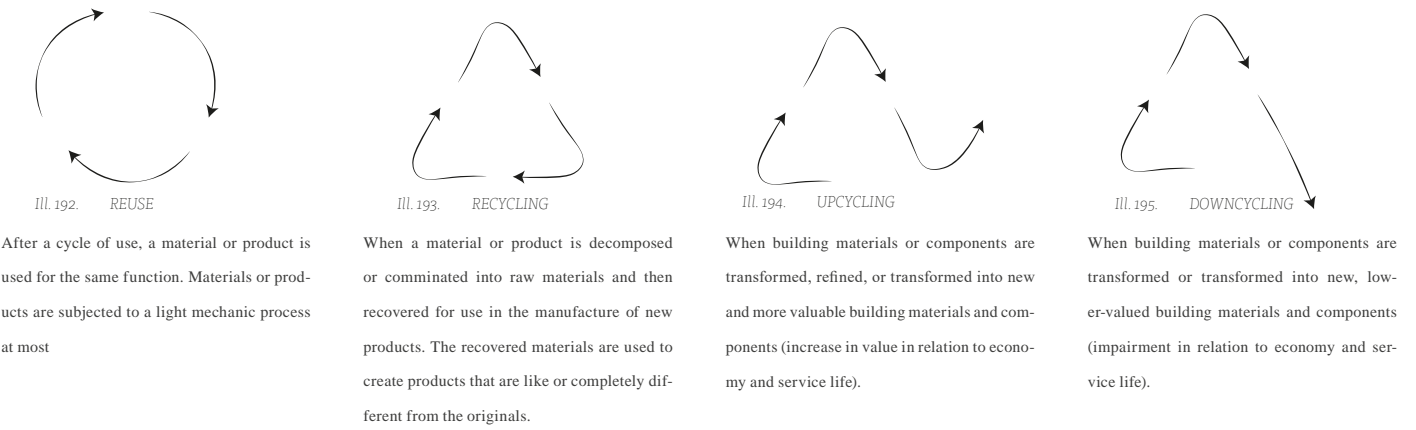 Ill. 192. REUSE
After a cycle of use, a material or product is
used for the same function. Materials or prod-
ucts are subjected to a light mechanic process
at most
Ill. 193. RECYCLING
When a material or product is decomposed
or comminated into raw materials and then
recovered for use in the manufacture of new
products. The recovered materials are used to
create products that are like or completely dif-
ferent from the originals.
Ill. 194. UPCYCLING
When building materials or components are
transformed, refined, or transformed into new
and more valuable building materials and com-
ponents (increase in value in relation to econo-
my and service life).
Ill. 195. DOWNCYCLING
When building materials or components are
transformed or transformed into new, low-
er-valued building materials and components
(impairment in relation to economy and ser-
vice life).